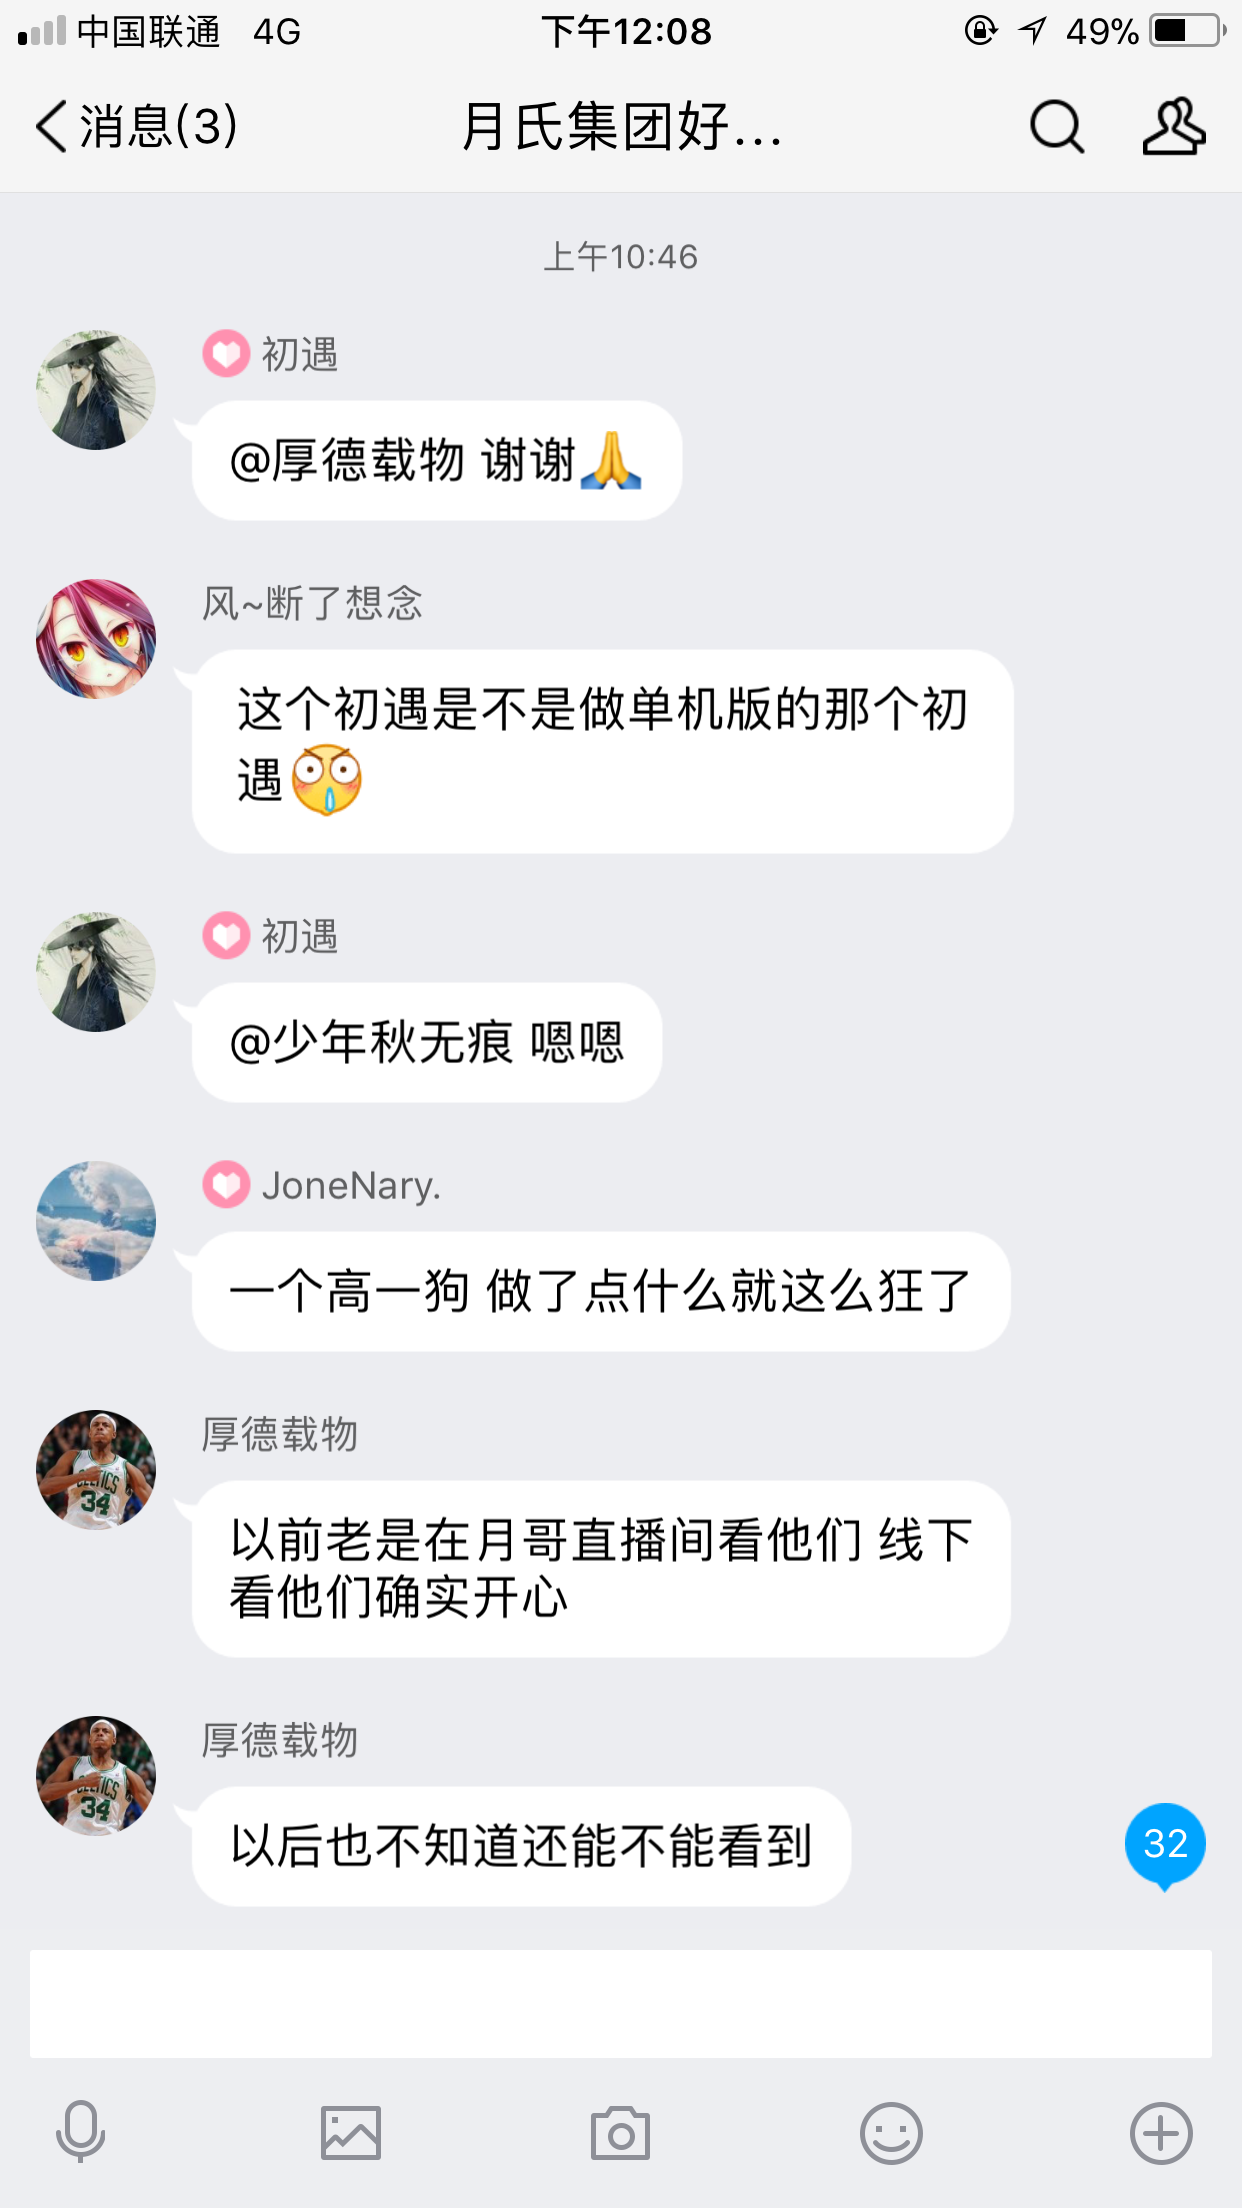 中国联通 4G 下午12:08 49%
消息(3) 月氏集团好...
上午10:46
初遇
@厚德载物 谢谢🙏
风~断了想念
这个初遇是不是做单机版的那个初
遇
初遇
@少年秋无痕 嗯嗯
JoneNary.
一个高一狗 做了点什么就这么狂了
厚德载物
CELTICS
34
以前老是在月哥直播间看他们 线下
看他们确实开心
厚德载物
CELTICS
34
以后也不知道还能不能看到
32